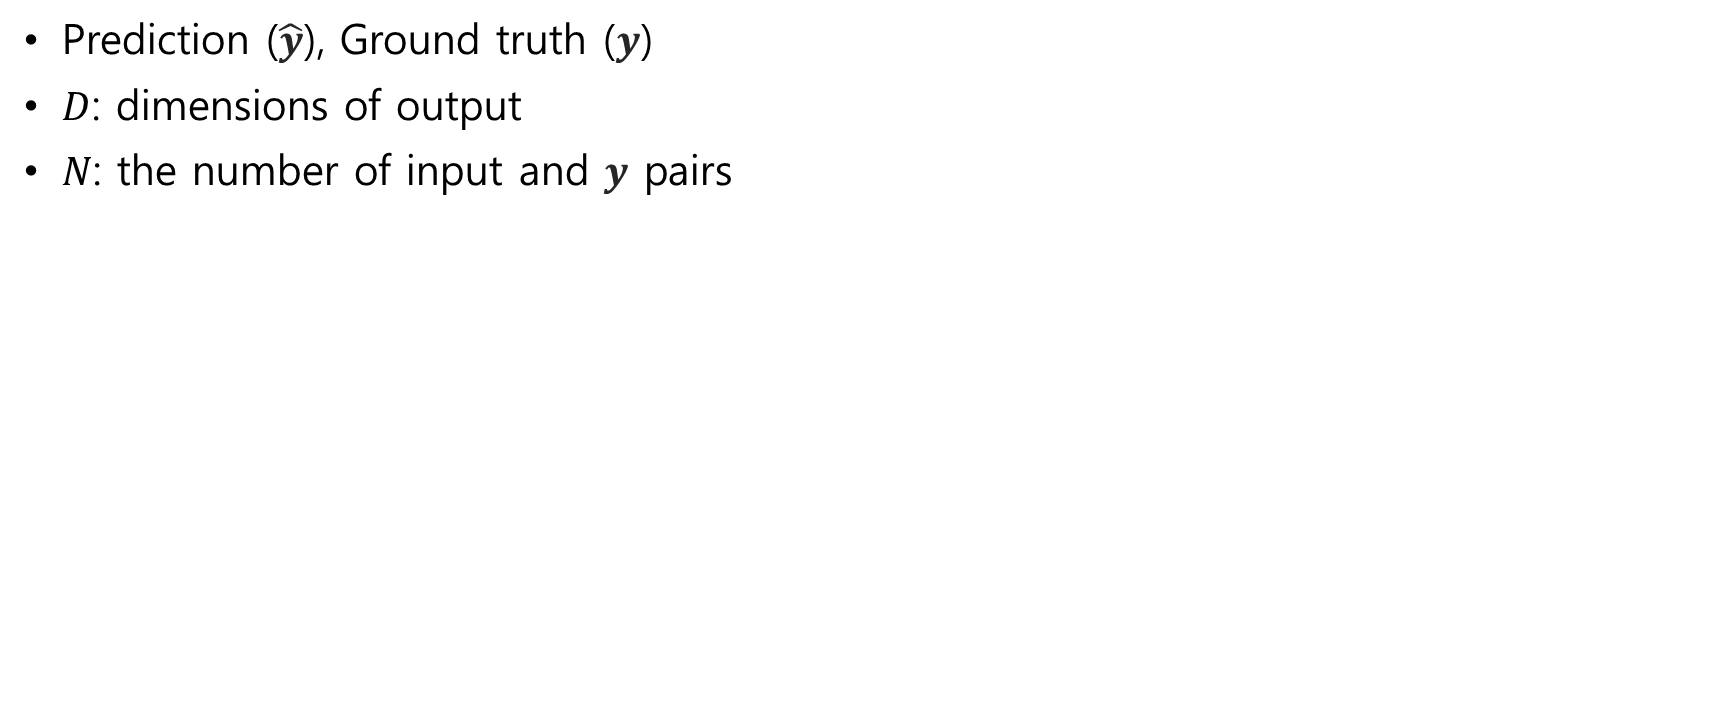 • Prediction (ŷ), Ground truth (y)
• D: dimensions of output
• N: the number of input and y pairs